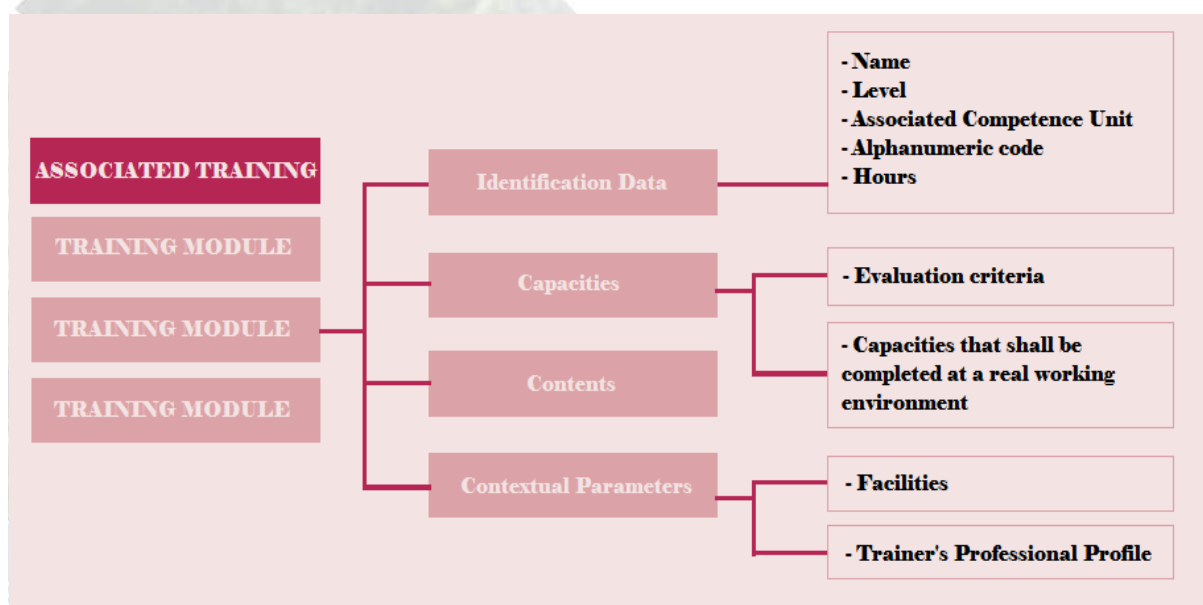 ASSOCIATED TRAINING
TRAINING MODULE
TRAINING MODULE
TRAINING MODULE
Identification Data
Capacities
Contents
Contextual Parameters
- Name
- Level
- Associated Competence Unit
- Alphanumeric code
- Hours
- Evaluation criteria
- Capacities that shall be
completed at a real working
environment
- Facilities
- Trainer's Professional Profile